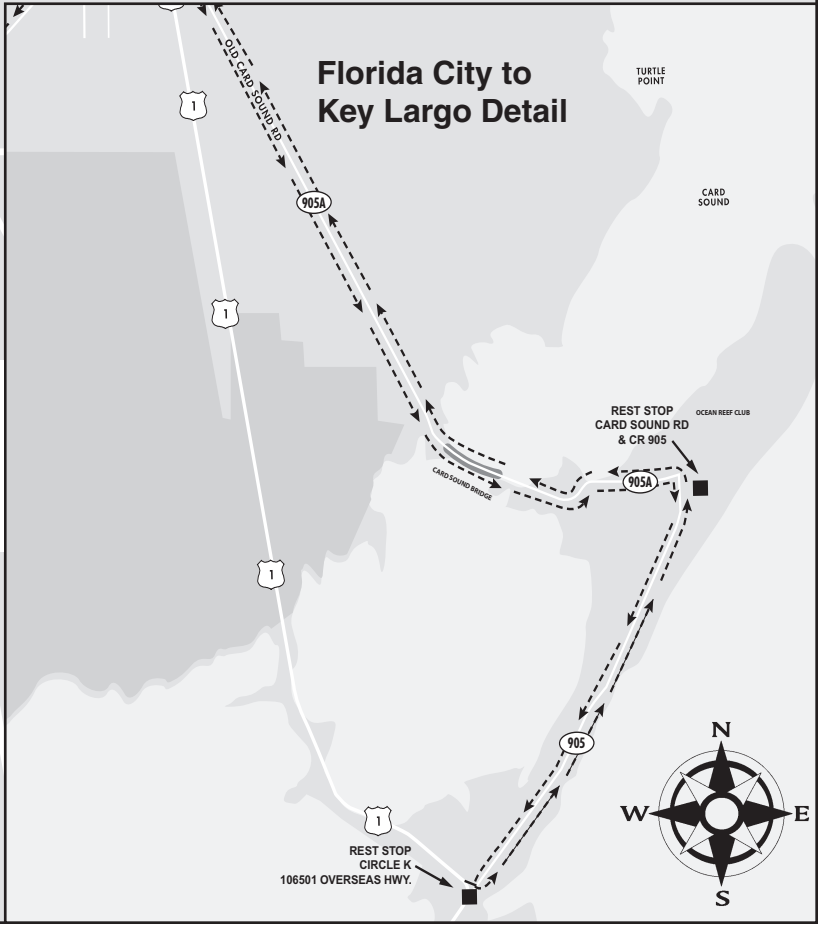 Florida City to
Key Largo Detail
OLD CARD SOUND RD
TURTLE
POINT
1
905A
CARD
SOUND
1
REST STOP
CARD SOUND RD
& CR 905
OCEAN REEF CLUB
CARD SOUND BRIDGE
905A
1
905
N
W
E
S
1
REST STOP
CIRCLE K
106501 OVERSEAS HWY.